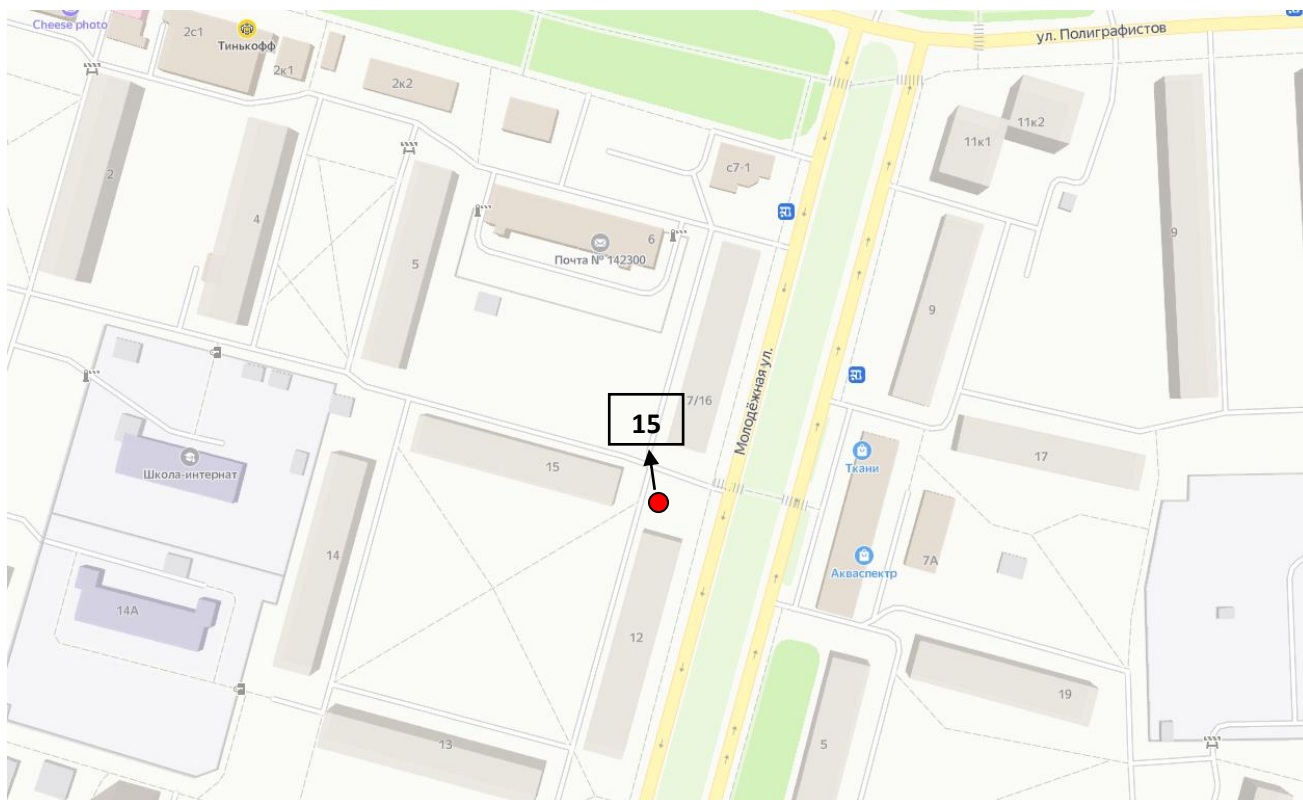 Cheese photo
2с1
Тинькофф
2к1
2к2
ул. Полиграфистов
11к2
11к1
с7-1
2
4
5
6
Почта № 142300
9
9
7/16
Молодёжная ул.
15
15
17
Ткани
Школа-интернат
14
7А
Акваспектр
14А
12
19
13
5